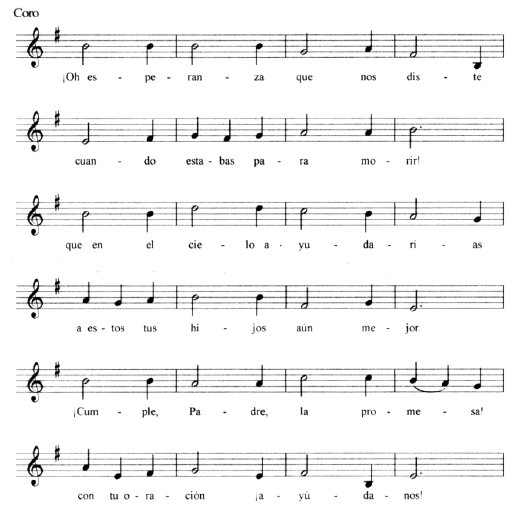 Coro
¡Oh es - pe - ran - za que nos dis - te
cuan - do esta - bas pa - ra mo - rir!
que en el cie - lo a - yu - da - rí - as
a es - tos tus hi - jos aún me - jor.
¡Cum - ple, Pa - dre, la pro - me - sa!
con tu o - ra - ción ¡a - yú - da - nos!